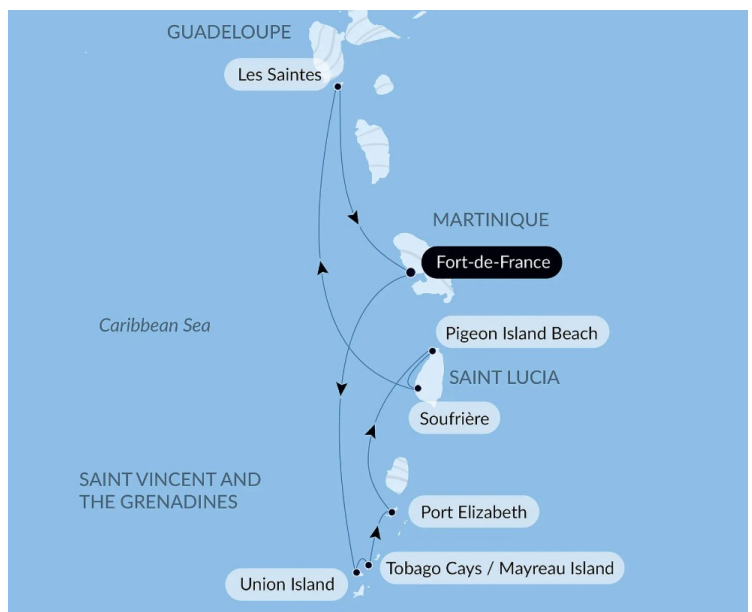 GUADELOUPE
Les Saintes
MARTINIQUE
Fort-de-France
Caribbean Sea
Pigeon Island Beach
SAINT LUCIA
Soufrière
SAINT VINCENT AND
THE GRENADINES
Port Elizabeth
Tobago Cays / Mayreau Island
Union Island